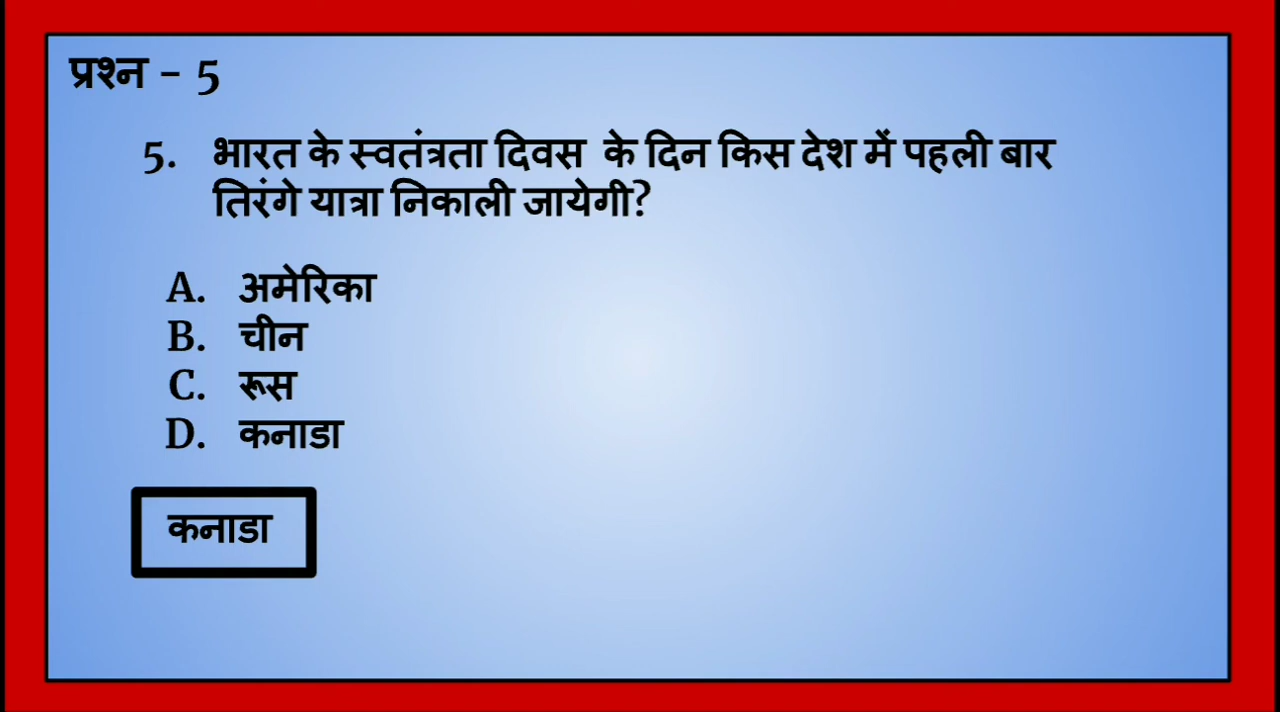 प्रश्न – 5
5. भारत के स्वतंत्रता दिवस के दिन किस देश में पहली बार
तिरंगे यात्रा निकाली जायेगी?
A. अमेरिका
B. चीन
C. रूस
D. कनाडा
कनाडा